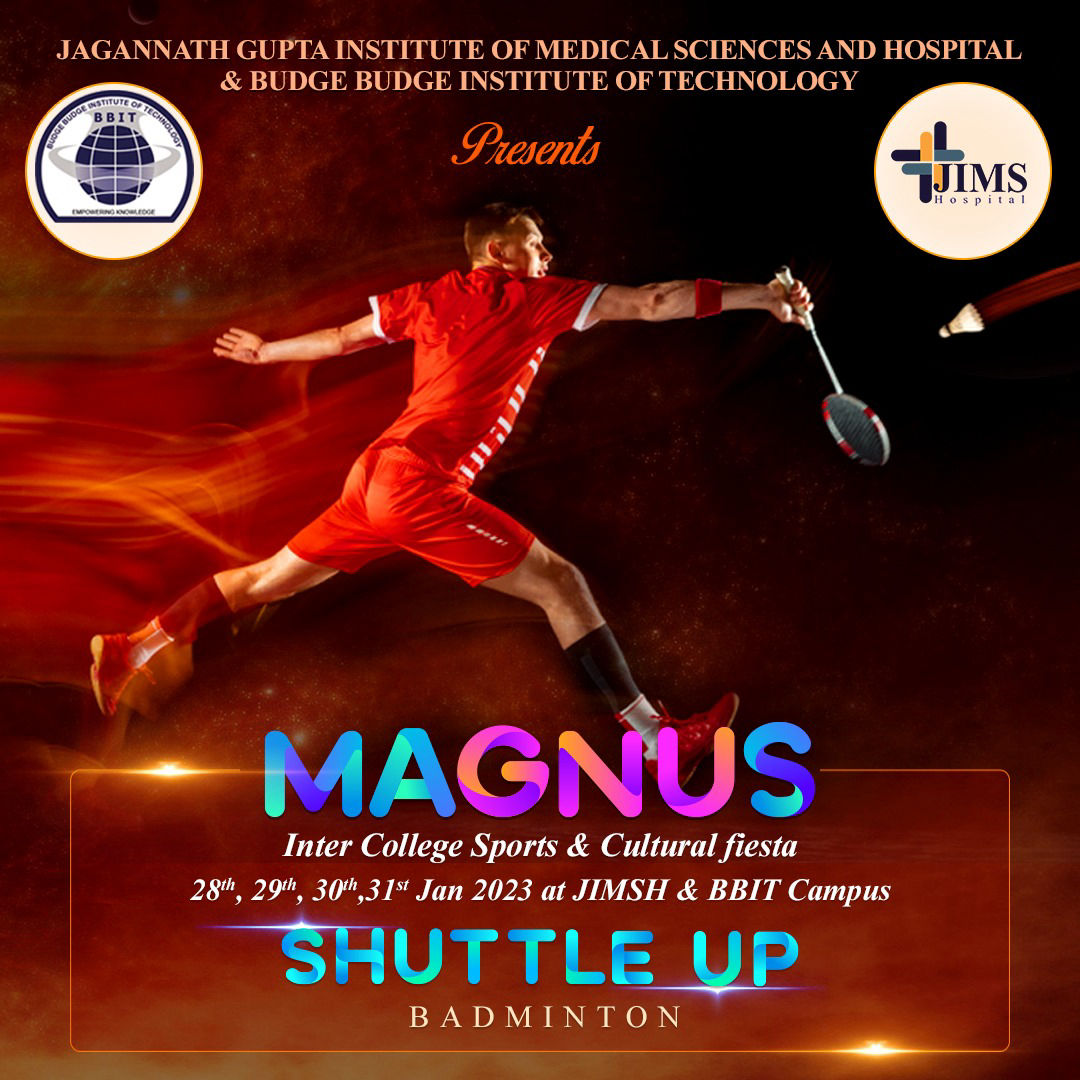 JAGANNATH GUPTA INSTITUTE OF MEDICAL SCIENCES AND HOSPITAL
& BUDGE BUDGE INSTITUTE OF TECHNOLOGY
BUDGE BUDGE INSTITUTE OF TECHNOLOGY
BBIT
EMPOWERING KNOWLEDGE
Presents
JIMS
Hospital
MAGNUS
Inter College Sports & Cultural fiesta
28th, 29th, 30th,31st Jan 2023 at JIMSH & BBIT Campus
SHUTTLE UP
BADMINTON